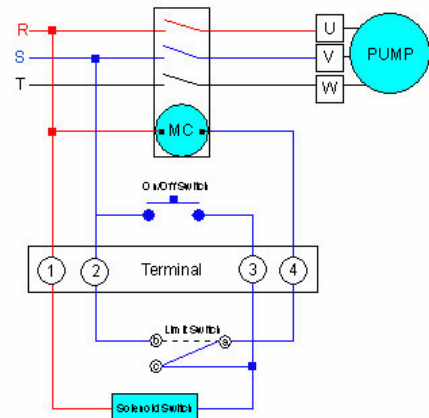 R U
S V PUMP
T W
MC
On/Off Switch
1 2 Terminal 3 4
Limit Switch
b a
c
Solenoid Switch